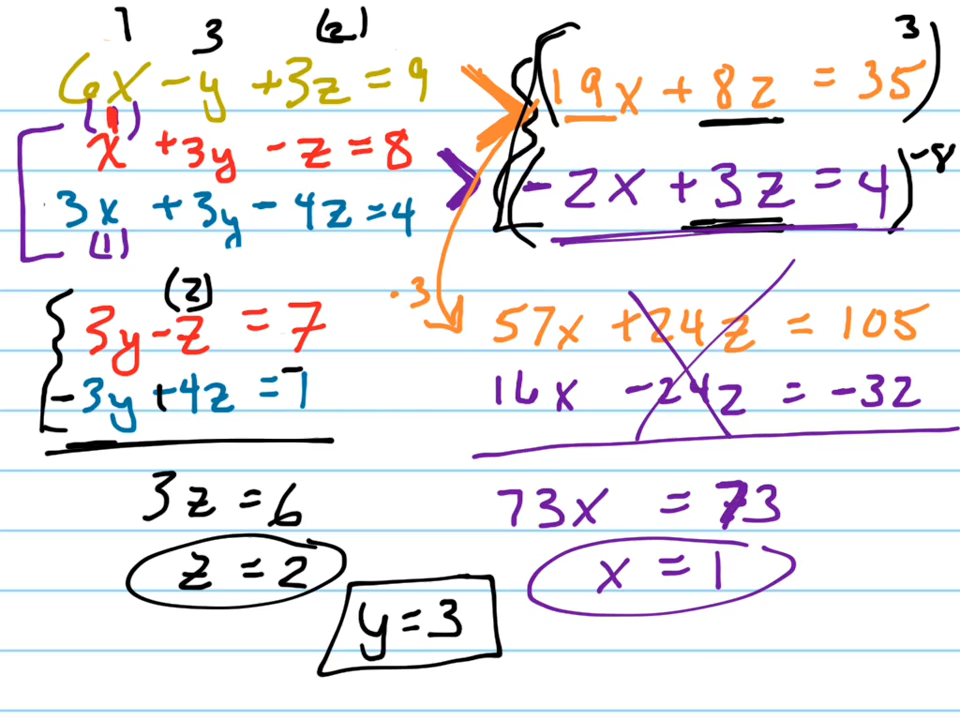 1 3 (2)
6x - y + 3z = 9
(1)
x + 3y - z = 8
3x + 3y - 4z = 4
(1)
(19x + 8z = 35)3
(-2x + 3z = 4)-8
(2)
3y - z = 7
-3y + 4z = -1
3z = 6
z = 2
y = 3
·3
57x + 24z = 105
16x - 24z = -32
73x = 73
x = 1